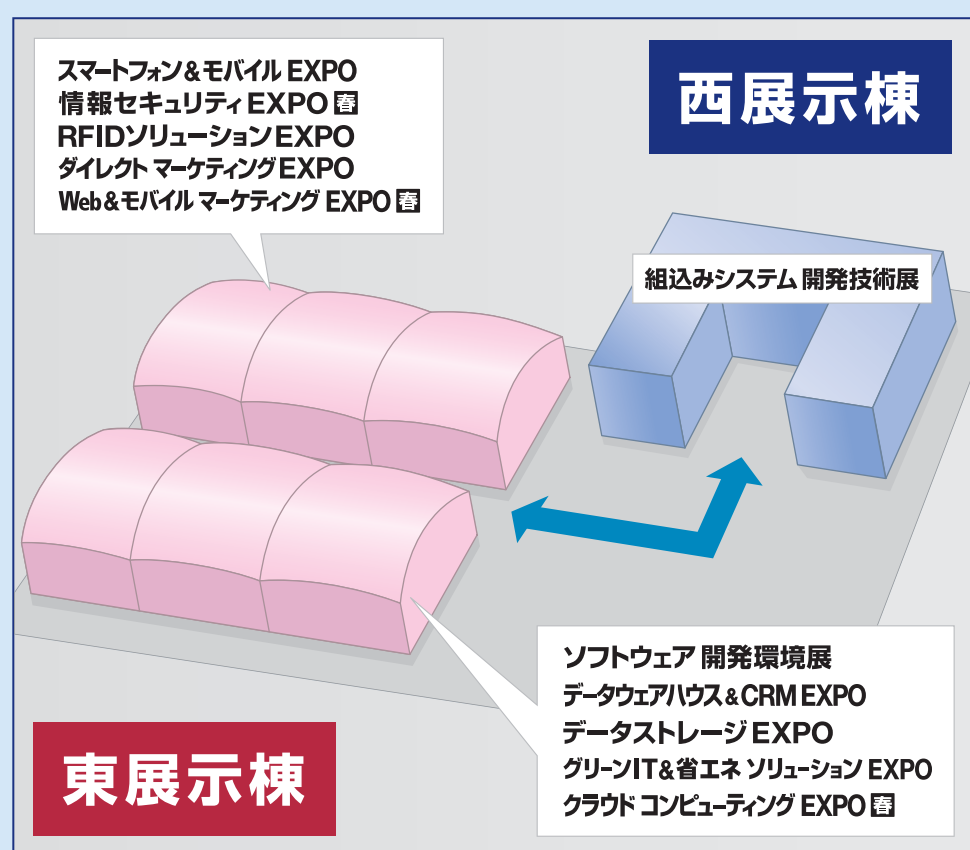 スマートフォン&モバイル EXPO
情報セキュリティ EXPO 春
RFIDソリューション EXPO
ダイレクト マーケティング EXPO
Web&モバイル マーケティング EXPO 春
西展示棟
組込みシステム 開発技術展
ソフトウェア 開発環境展
データウェアハウス&CRM EXPO
データストレージ EXPO
グリーンIT&省エネ ソリューション EXPO
クラウド コンピューティング EXPO 春
東展示棟